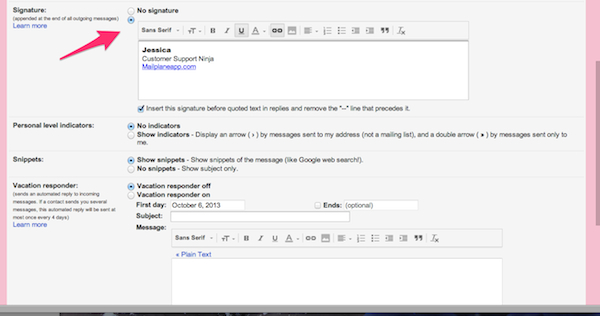 Signature:
(appended at the end of all outgoing messages)
Learn more
No signature
Sans Serif
Jessica
Customer Support Ninja
Mailplaneapp.com
Insert this signature before quoted text in replies and remove the "--" line that precedes it.
Personal level indicators:
No indicators
Show indicators - Display an arrow ( › ) by messages sent to my address (not a mailing list), and a double arrow ( » ) by messages sent only to
me.
Snippets:
Show snippets - Show snippets of the message (like Google web search!).
No snippets - Show subject only.
Vacation responder:
(sends an automated reply to incoming
messages. If a contact sends you several
messages, this automated reply will be sent at
most once every 4 days)
Learn more
Vacation responder off
Vacation responder on
First day: October 6, 2013 Ends: (optional)
Subject:
Message:
Sans Serif
« Plain Text